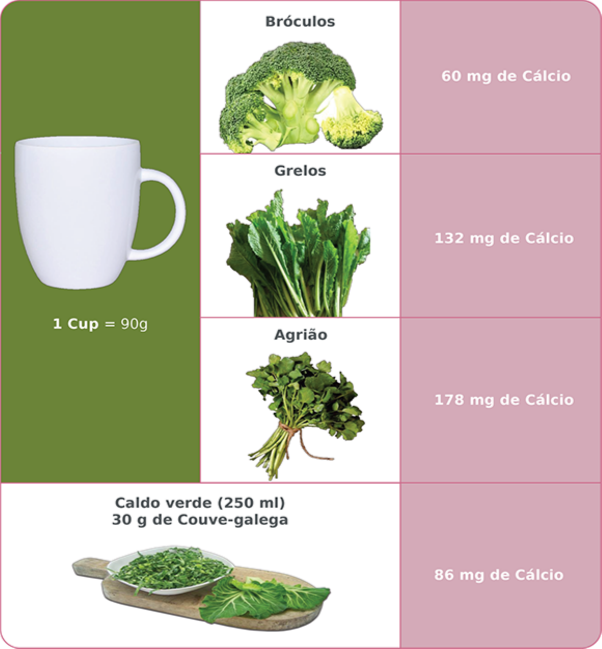 Bróculos
60 mg de Cálcio
Grelos
132 mg de Cálcio
1 Cup = 90g
Agrião
178 mg de Cálcio
Caldo verde (250 ml)
30 g de Couve-galega
86 mg de Cálcio